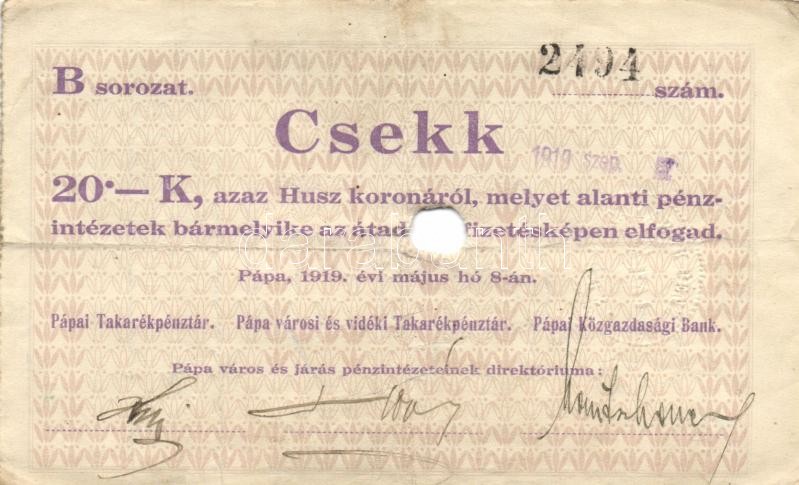 2494
B sorozat. szám.
Csekk
1919 szep.
20·— K, azaz Husz koronáról, melyet alanti pénz-
intézetek bármelyike az átad fizetésképen elfogad.
darabanth
Pápa, 1919. évi május hó 8-án.
Pápai Takarékpénztár. Pápa városi és vidéki Takarékpénztár. Pápai Közgazdasági Bank.
Pápa város és járás pénzintézeteinek direktóriuma: